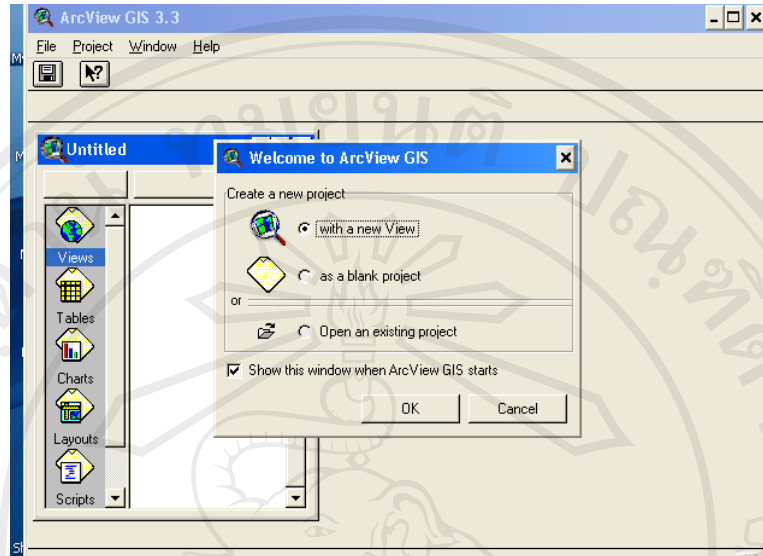 ArcView GIS 3.3
File Project Window Help
Untitled
Views
Tables
Charts
Layouts
Scripts
Welcome to ArcView GIS
Create a new project
with a new View
as a blank project
or
Open an existing project
Show this window when ArcView GIS starts
OK Cancel